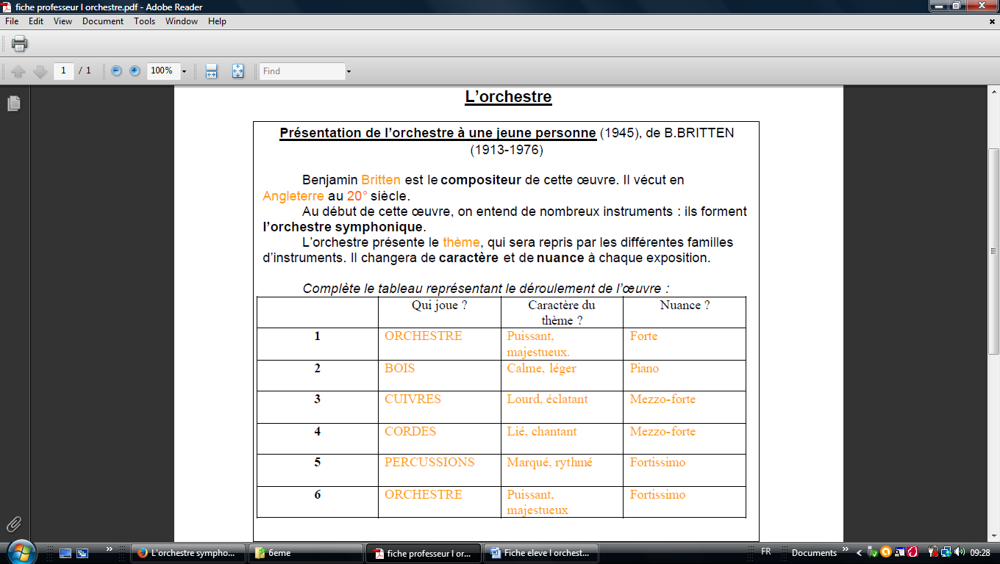 fiche professeur l orchestre.pdf - Adobe Reader
File Edit View Document Tools Window Help
1 / 1 100% Find
L'orchestre
Présentation de l'orchestre à une jeune personne (1945), de B.BRITTEN
(1913-1976)
Benjamin Britten est le compositeur de cette œuvre. Il vécut en
Angleterre au 20° siècle.
Au début de cette œuvre, on entend de nombreux instruments : ils forment
l'orchestre symphonique.
L'orchestre présente le thème, qui sera repris par les différentes familles
d'instruments. Il changera de caractère et de nuance à chaque exposition.
Complète le tableau représentant le déroulement de l'œuvre :
Qui joue ? Caractère du Nuance ?
thème ?
1 ORCHESTRE Puissant, Forte
majestueux.
2 BOIS Calme, léger Piano
3 CUIVRES Lourd, éclatant Mezzo-forte
4 CORDES Lié, chantant Mezzo-forte
5 PERCUSSIONS Marqué, rythmé Fortissimo
6 ORCHESTRE Puissant, Fortissimo
majestueux
L'orchestre sympho... 6eme fiche professeur l or... Fiche eleve l orchest... FR Documents 09:28